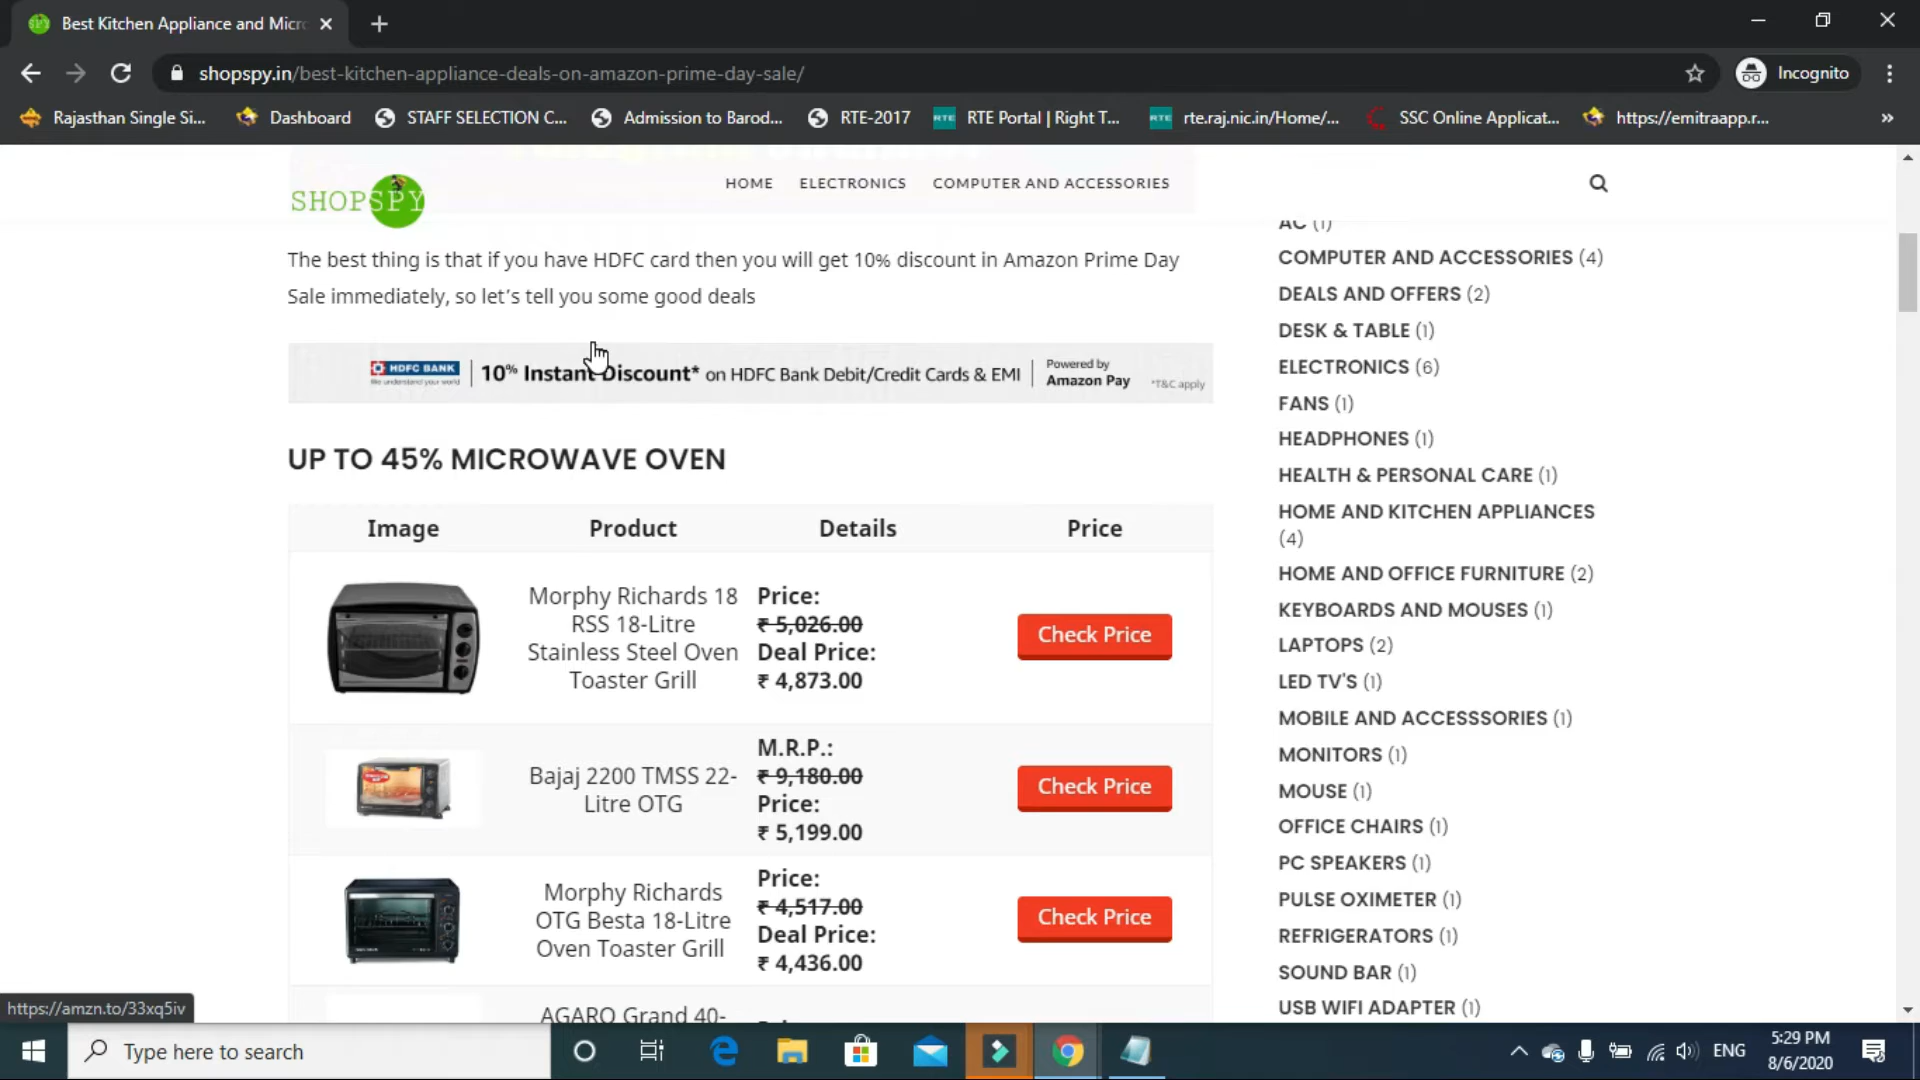 Best Kitchen Appliance and Micr
shopspy.in/best-kitchen-appliance-deals-on-amazon-prime-day-sale/
Incognito
Rajasthan Single Si...
Dashboard
STAFF SELECTION C...
Admission to Barod...
RTE-2017
RTE
RTE Portal | Right T...
RTE
rte.raj.nic.in/Home/...
SSC Online Applicat...
https://emitraapp.r...
»
SHOPSPY
HOME
ELECTRONICS
COMPUTER AND ACCESSORIES
The best thing is that if you have HDFC card then you will get 10% discount in Amazon Prime Day
Sale immediately, so let's tell you some good deals
HDFC BANK
We understand your world
10% Instant Discount* on HDFC Bank Debit/Credit Cards & EMI
Powered by
Amazon Pay
*T&C apply
UP TO 45% MICROWAVE OVEN
Image
Product
Details
Price
Morphy Richards 18
RSS 18-Litre
Stainless Steel Oven
Toaster Grill
Price:
₹ 5,026.00
Deal Price:
₹ 4,873.00
Check Price
Bajaj 2200 TMSS 22-
Litre OTG
M.R.P.:
₹ 9,180.00
Price:
₹ 5,199.00
Check Price
Morphy Richards
OTG Besta 18-Litre
Oven Toaster Grill
Price:
₹ 4,517.00
Deal Price:
₹ 4,436.00
Check Price
AGARO Grand 40-
AC (1)
COMPUTER AND ACCESSORIES (4)
DEALS AND OFFERS (2)
DESK & TABLE (1)
ELECTRONICS (6)
FANS (1)
HEADPHONES (1)
HEALTH & PERSONAL CARE (1)
HOME AND KITCHEN APPLIANCES
(4)
HOME AND OFFICE FURNITURE (2)
KEYBOARDS AND MOUSES (1)
LAPTOPS (2)
LED TV'S (1)
MOBILE AND ACCESSSORIES (1)
MONITORS (1)
MOUSE (1)
OFFICE CHAIRS (1)
PC SPEAKERS (1)
PULSE OXIMETER (1)
REFRIGERATORS (1)
SOUND BAR (1)
USB WIFI ADAPTER (1)
https://amzn.to/33xq5iv
Type here to search
ENG
5:29 PM
8/6/2020